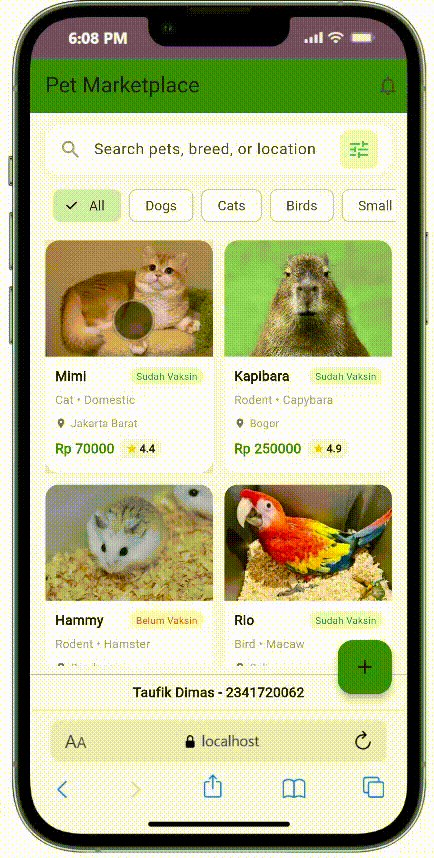 6:08 PM
Pet Marketplace
Search pets, breed, or location
All
Dogs
Cats
Birds
Small
Mimi
Sudah Vaksin
Cat • Domestic
Jakarta Barat
Rp 70000
4.4
Kapibara
Sudah Vaksin
Rodent • Capybara
Bogor
Rp 250000
4.9
Hammy
Belum Vaksin
Rodent • Hamster
Rio
Sudah Vaksin
Bird • Macaw
Taufik Dimas - 2341720062
AA
localhost